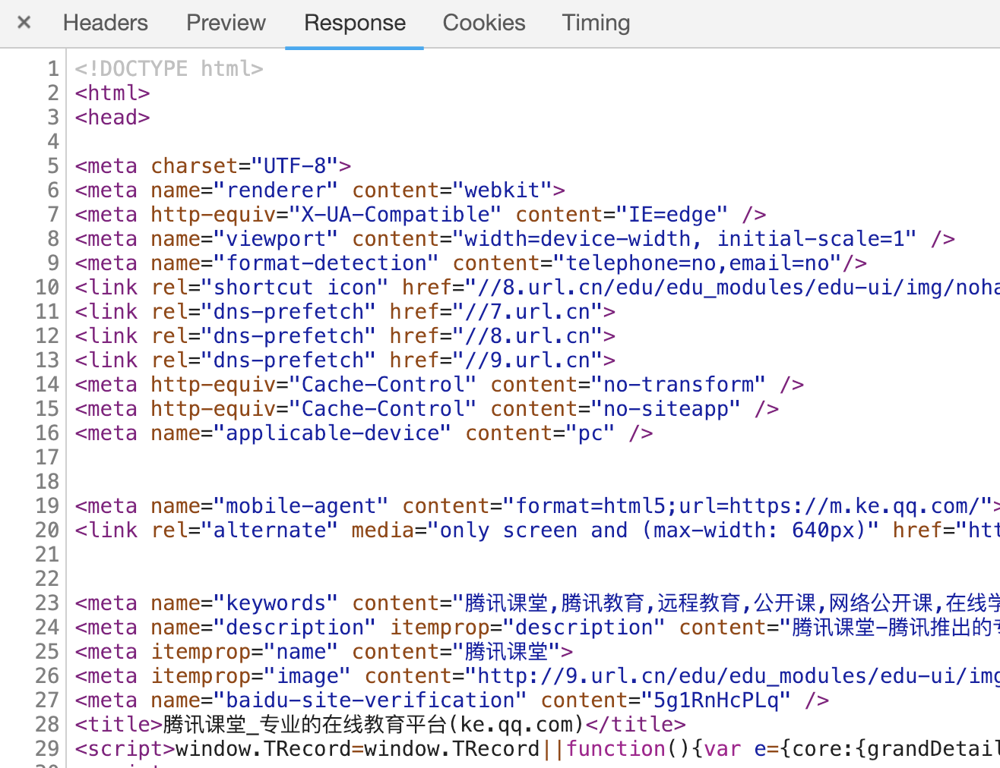 × Headers Preview Response Cookies Timing
1 <!DOCTYPE html>
2 <html>
3 <head>
4
5 <meta charset="UTF-8">
6 <meta name="renderer" content="webkit">
7 <meta http-equiv="X-UA-Compatible" content="IE=edge" />
8 <meta name="viewport" content="width=device-width, initial-scale=1" />
9 <meta name="format-detection" content="telephone=no,email=no"/>
10 <link rel="shortcut icon" href="//8.url.cn/edu/edu_modules/edu-ui/img/noha
11 <link rel="dns-prefetch" href="//7.url.cn">
12 <link rel="dns-prefetch" href="//8.url.cn">
13 <link rel="dns-prefetch" href="//9.url.cn">
14 <meta http-equiv="Cache-Control" content="no-transform" />
15 <meta http-equiv="Cache-Control" content="no-siteapp" />
16 <meta name="applicable-device" content="pc" />
17
18
19 <meta name="mobile-agent" content="format=html5;url=https://m.ke.qq.com/">
20 <link rel="alternate" media="only screen and (max-width: 640px)" href="htt
21
22
23 <meta name="keywords" content="腾讯课堂,腾讯教育,远程教育,公开课,网络公开课,在线学
24 <meta name="description" itemprop="description" content="腾讯课堂-腾讯推出的专
25 <meta itemprop="name" content="腾讯课堂">
26 <meta itemprop="image" content="http://9.url.cn/edu/edu_modules/edu-ui/img
27 <meta name="baidu-site-verification" content="5g1RnHcPLq" />
28 <title>腾讯课堂_专业的在线教育平台(ke.qq.com)</title>
29 <script>window.TRecord=window.TRecord||function(){var e={core:{grandDetail